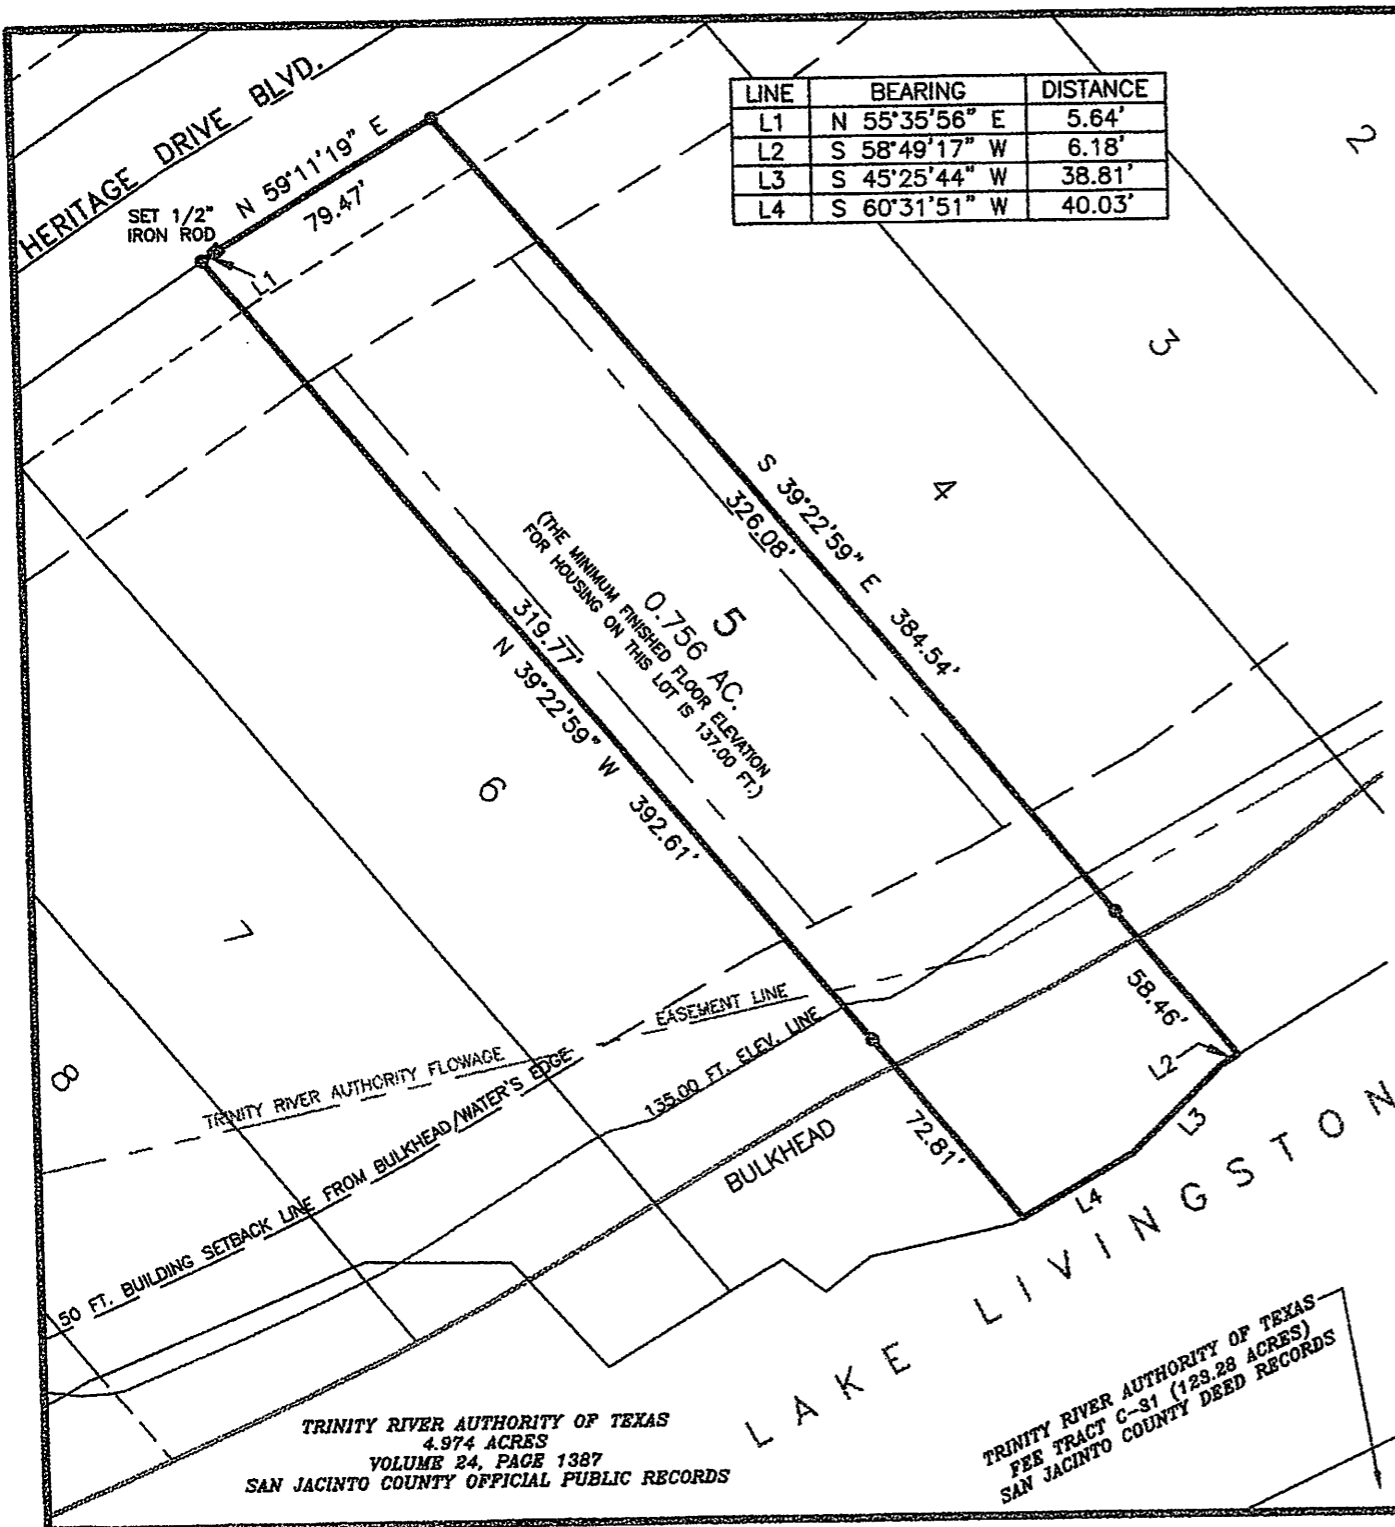 HERITAGE DRIVE BLVD.
SET 1/2"
IRON ROD
N 59°11'19" E
79.47'
L1
LINE BEARING DISTANCE
L1 N 55°35'56" E 5.64'
L2 S 58°49'17" W 6.18'
L3 S 45°25'44" W 38.81'
L4 S 60°31'51" W 40.03'
2
3
4
S 39°22'59" E 384.54'
326.08'
5
0.756 AC.
(THE MINIMUM FINISHED FLOOR ELEVATION
FOR HOUSING ON THIS LOT IS 137.00 FT.)
319.77'
N 39°22'59" W 392.61'
6
7
8
58.46'
72.81'
L2
L3
L4
TRINITY RIVER AUTHORITY FLOWAGE EASEMENT LINE
50 FT. BUILDING SETBACK LINE FROM BULKHEAD/WATER'S EDGE
135.00 FT. ELEV. LINE
BULKHEAD
LAKE LIVINGSTON
TRINITY RIVER AUTHORITY OF TEXAS
4.974 ACRES
VOLUME 24, PAGE 1387
SAN JACINTO COUNTY OFFICIAL PUBLIC RECORDS
TRINITY RIVER AUTHORITY OF TEXAS
FEE TRACT C-31 (123.28 ACRES)
SAN JACINTO COUNTY DEED RECORDS